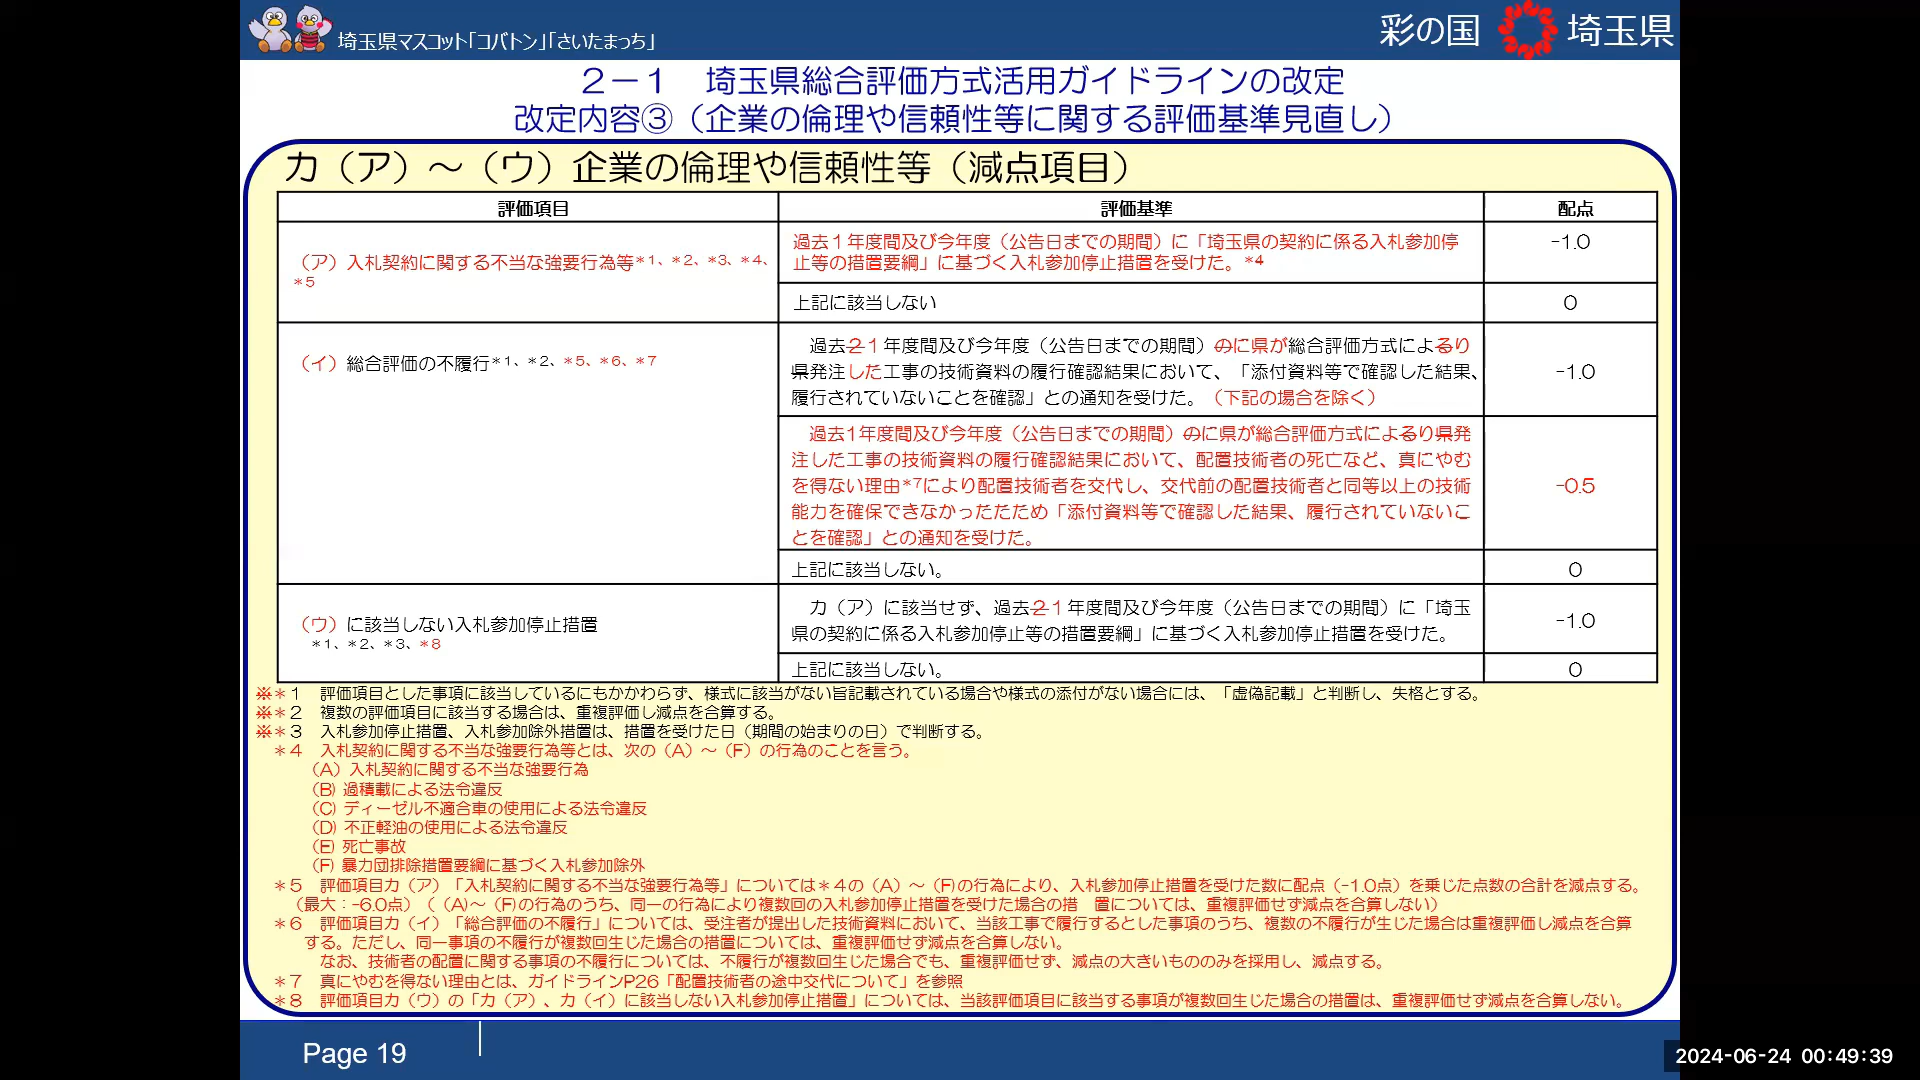 埼玉県マスコット「コバトン」「さいたまっち」
彩の国 埼玉県
２－１　埼玉県総合評価方式活用ガイドラインの改定
改定内容③（企業の倫理や信頼性等に関する評価基準見直し）
カ（ア）～（ウ）企業の倫理や信頼性等（減点項目）
評価項目 評価基準 配点
（ア）入札契約に関する不当な強要行為等＊１、＊２、＊３、＊４、
＊５
過去１年度間及び今年度（公告日までの期間）に「埼玉県の契約に係る入札参加停
止等の措置要綱」に基づく入札参加停止措置を受けた。＊４
-1.0
上記に該当しない 0
（イ）総合評価の不履行＊１、＊２、＊５、＊６、＊７
過去２１年度間及び今年度（公告日までの期間）のに県が総合評価方式によるり
県発注した工事の技術資料の履行確認結果において、「添付資料等で確認した結果、
履行されていないことを確認」との通知を受けた。（下記の場合を除く）
-1.0
過去1年度間及び今年度（公告日までの期間）のに県が総合評価方式によるり県発
注した工事の技術資料の履行確認結果において、配置技術者の死亡など、真にやむ
を得ない理由＊７により配置技術者を交代し、交代前の配置技術者と同等以上の技術
能力を確保できなかったたため「添付資料等で確認した結果、履行されていないこ
とを確認」との通知を受けた。
-0.5
上記に該当しない。 0
（ウ）に該当しない入札参加停止措置
＊１、＊２、＊３、＊８
カ（ア）に該当せず、過去２１年度間及び今年度（公告日までの期間）に「埼玉
県の契約に係る入札参加停止等の措置要綱」に基づく入札参加停止措置を受けた。
-1.0
上記に該当しない。 0
※＊１　評価項目とした事項に該当しているにもかかわらず、様式に該当がない旨記載されている場合や様式の添付がない場合には、「虚偽記載」と判断し、失格とする。
※＊２　複数の評価項目に該当する場合は、重複評価し減点を合算する。
※＊３　入札参加停止措置、入札参加除外措置は、措置を受けた日（期間の始まりの日）で判断する。
＊４　入札契約に関する不当な強要行為等とは、次の（A）～（F）の行為のことを言う。
（A）入札契約に関する不当な強要行為
（B）過積載による法令違反
（C）ディーゼル不適合車の使用による法令違反
（D）不正軽油の使用による法令違反
（E）死亡事故
（F）暴力団排除措置要綱に基づく入札参加除外
＊５　評価項目カ（ア）「入札契約に関する不当な強要行為等」については＊４の（A）～（F)の行為により、入札参加停止措置を受けた数に配点（-1.0点）を乗じた点数の合計を減点する。
（最大：-6.0点）（（A)～（F)の行為のうち、同一の行為により複数回の入札参加停止措置を受けた場合の措　置については、重複評価せず減点を合算しない）
＊６　評価項目カ（イ）「総合評価の不履行」については、受注者が提出した技術資料において、当該工事で履行するとした事項のうち、複数の不履行が生じた場合は重複評価し減点を合算
する。ただし、同一事項の不履行が複数回生じた場合の措置については、重複評価せず減点を合算しない。
なお、技術者の配置に関する事項の不履行については、不履行が複数回生じた場合でも、重複評価せず、減点の大きいもののみを採用し、減点する。
＊７　真にやむを得ない理由とは、ガイドラインP26「配置技術者の途中交代について」を参照
＊８　評価項目カ（ウ）の「カ（ア）、カ（イ）に該当しない入札参加停止措置」については、当該評価項目に該当する事項が複数回生じた場合の措置は、重複評価せず減点を合算しない。
Page 19
2024-06-24 00:49:39